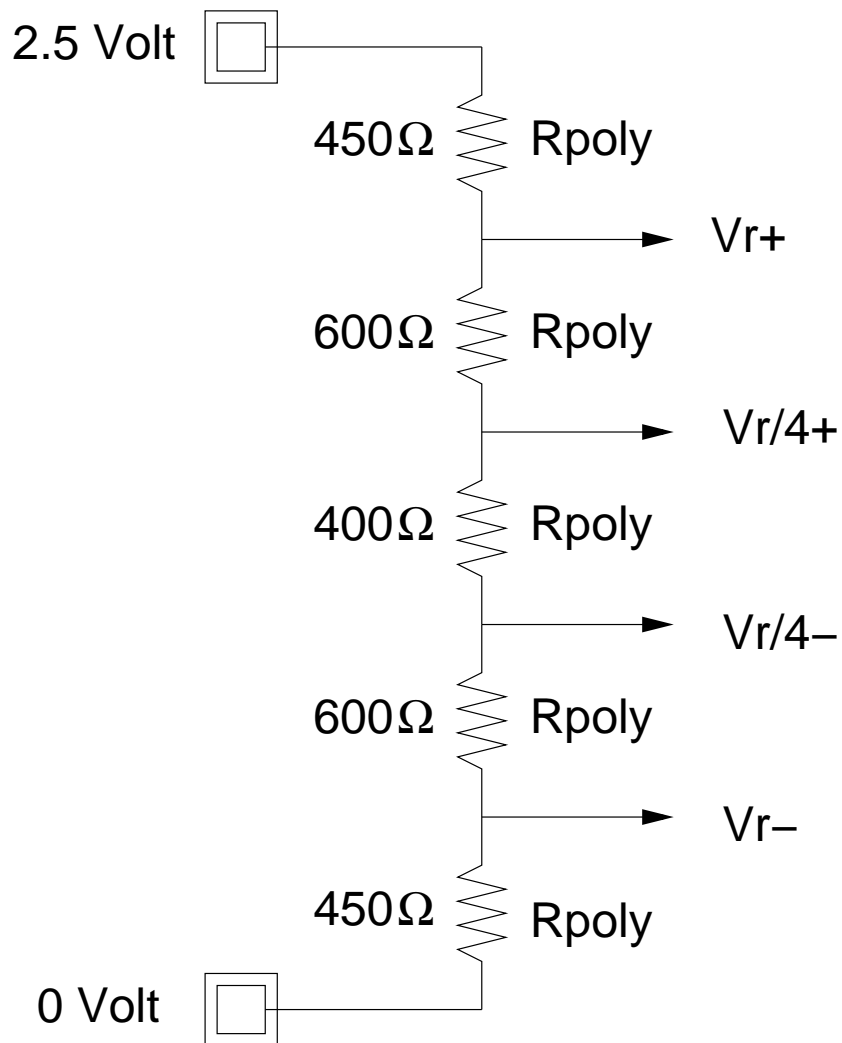 2.5 Volt
450Ω Rpoly
Vr+
600Ω Rpoly
Vr/4+
400Ω Rpoly
Vr/4–
600Ω Rpoly
Vr–
450Ω Rpoly
0 Volt